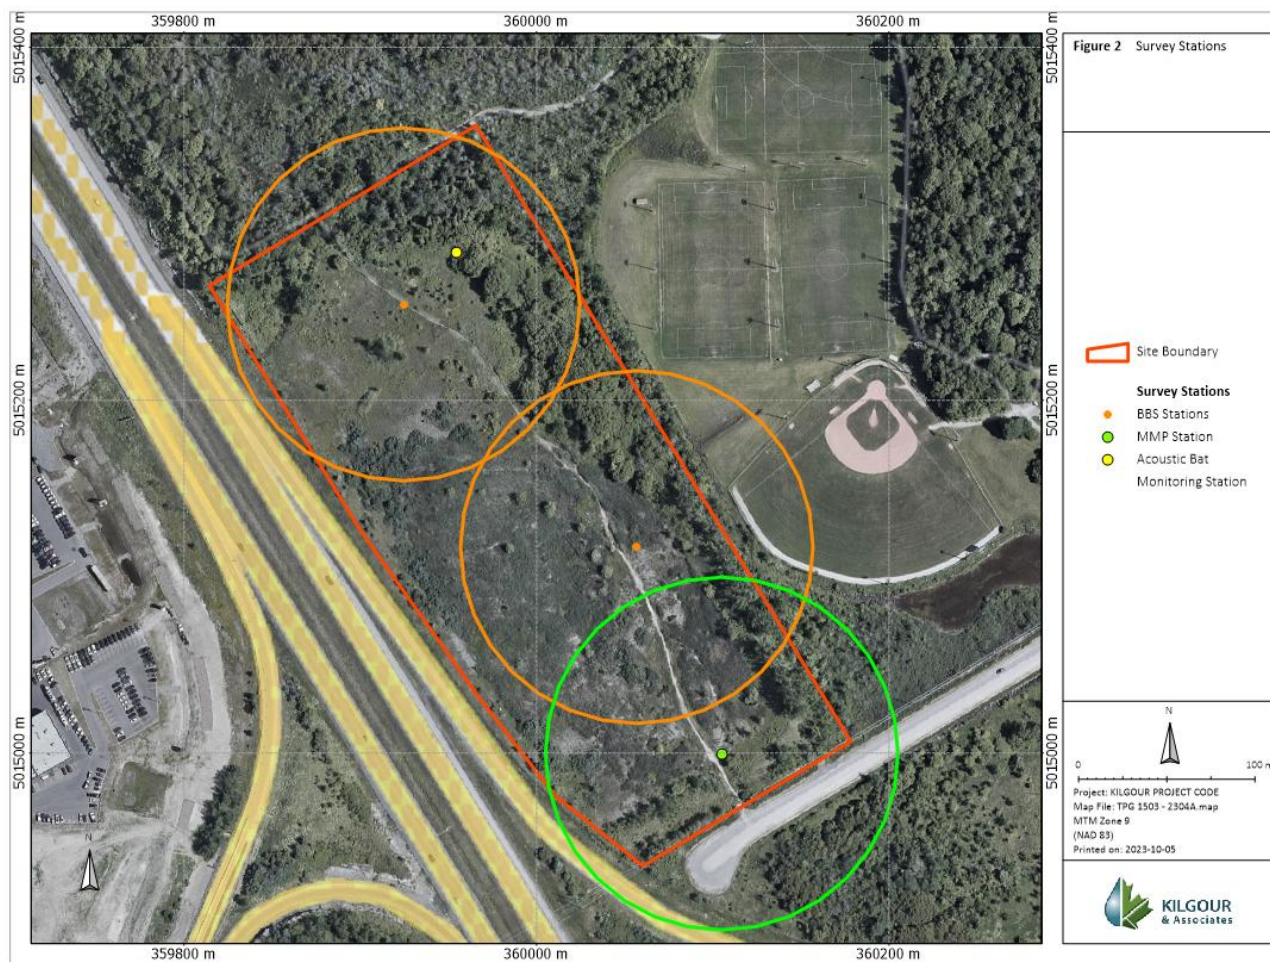 359800 m
360000 m
360200 m
5015400 m
5015400 m
Figure 2 Survey Stations
5015200 m
5015200 m
Site Boundary
Survey Stations
BBS Stations
MMP Station
Acoustic Bat
Monitoring Station
5015000 m
5015000 m
N
0 100 m
Project: KILGOUR PROJECT CODE
Map File: TPG 1503 - 2304A.map
MTM Zone 9
(NAD 83)
Printed on: 2023-10-05
N
KILGOUR
& Associates
359800 m
360000 m
360200 m